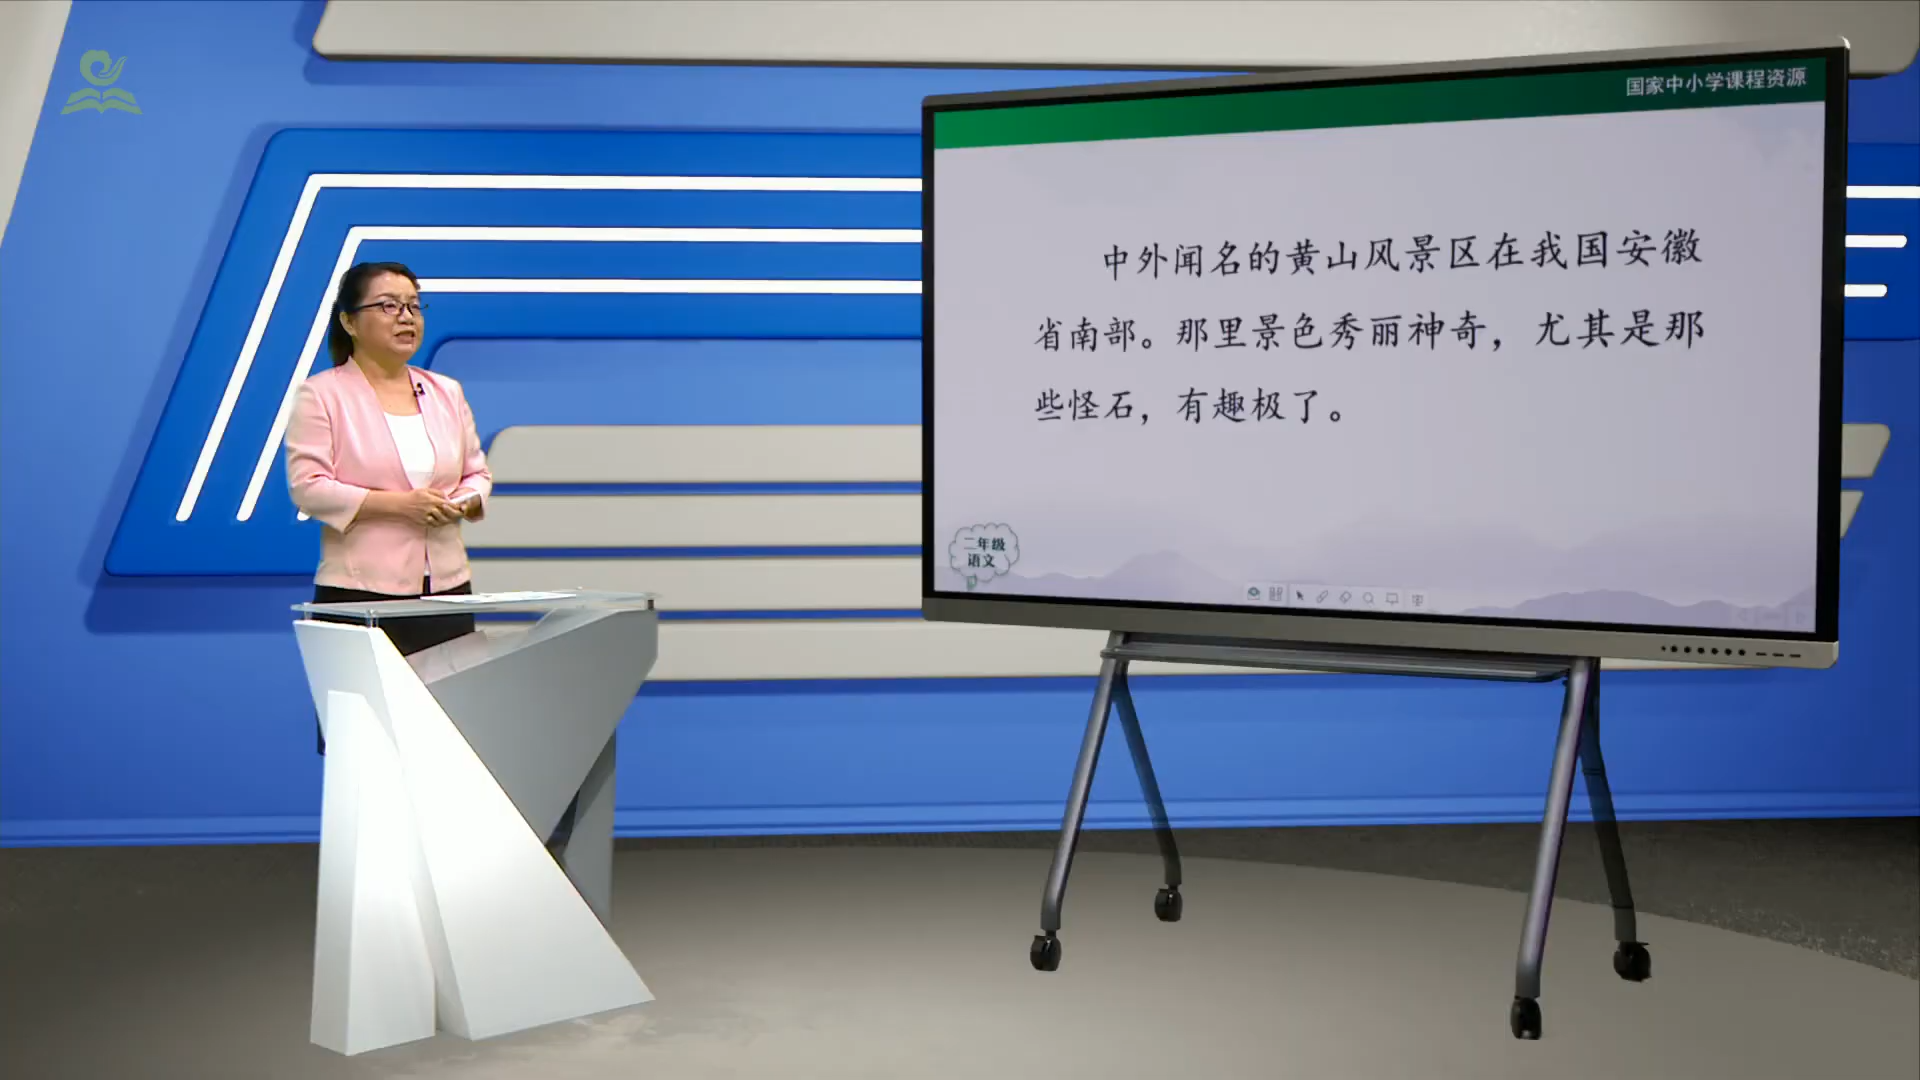 国家中小学课程资源
中外闻名的黄山风景区在我国安徽
省南部。那里景色秀丽神奇，尤其是那
些怪石，有趣极了。
二年级
语文